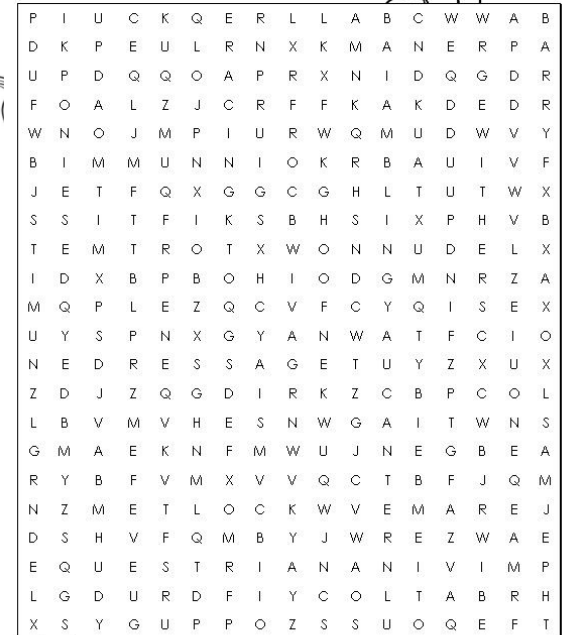 P I U C K Q E R L L A B C W W A B
D K P E U L R N X K M A N E R P A
U P D Q Q O A P R X N I D Q G D R
F O A L Z J C R F F K A K D E D R
W N O J M P I U R W Q M U D W V Y
B I M M U N N I O K R B A U I V F
J E T F Q X G G C G H L T U T W X
S S I T F I K S B H S I X P H V B
T E M T R O T X W O N N U D E L X
I D X B P B O H I O D G M N R Z A
M Q P L E Z Q C V F C Y Q I S E X
U Y S P N X G Y A N W A T F C I O
N E D R E S S A G E T U Y Z X U X
Z D J Z Q G D I R K Z C B P C O L
L B V M V H E S N W G A I T W N S
G M A E K N F M W U J N E G B E A
R Y B F V M X V V Q C T B F J Q M
N Z M E T L O C K W V E M A R E J
D S H V F Q M B Y J W R E Z W A E
E Q U E S T R I A N A N I V I M P
L G D U R D F I Y C O L T A B R H
X S Y G U P P O Z S S U O Q E F T